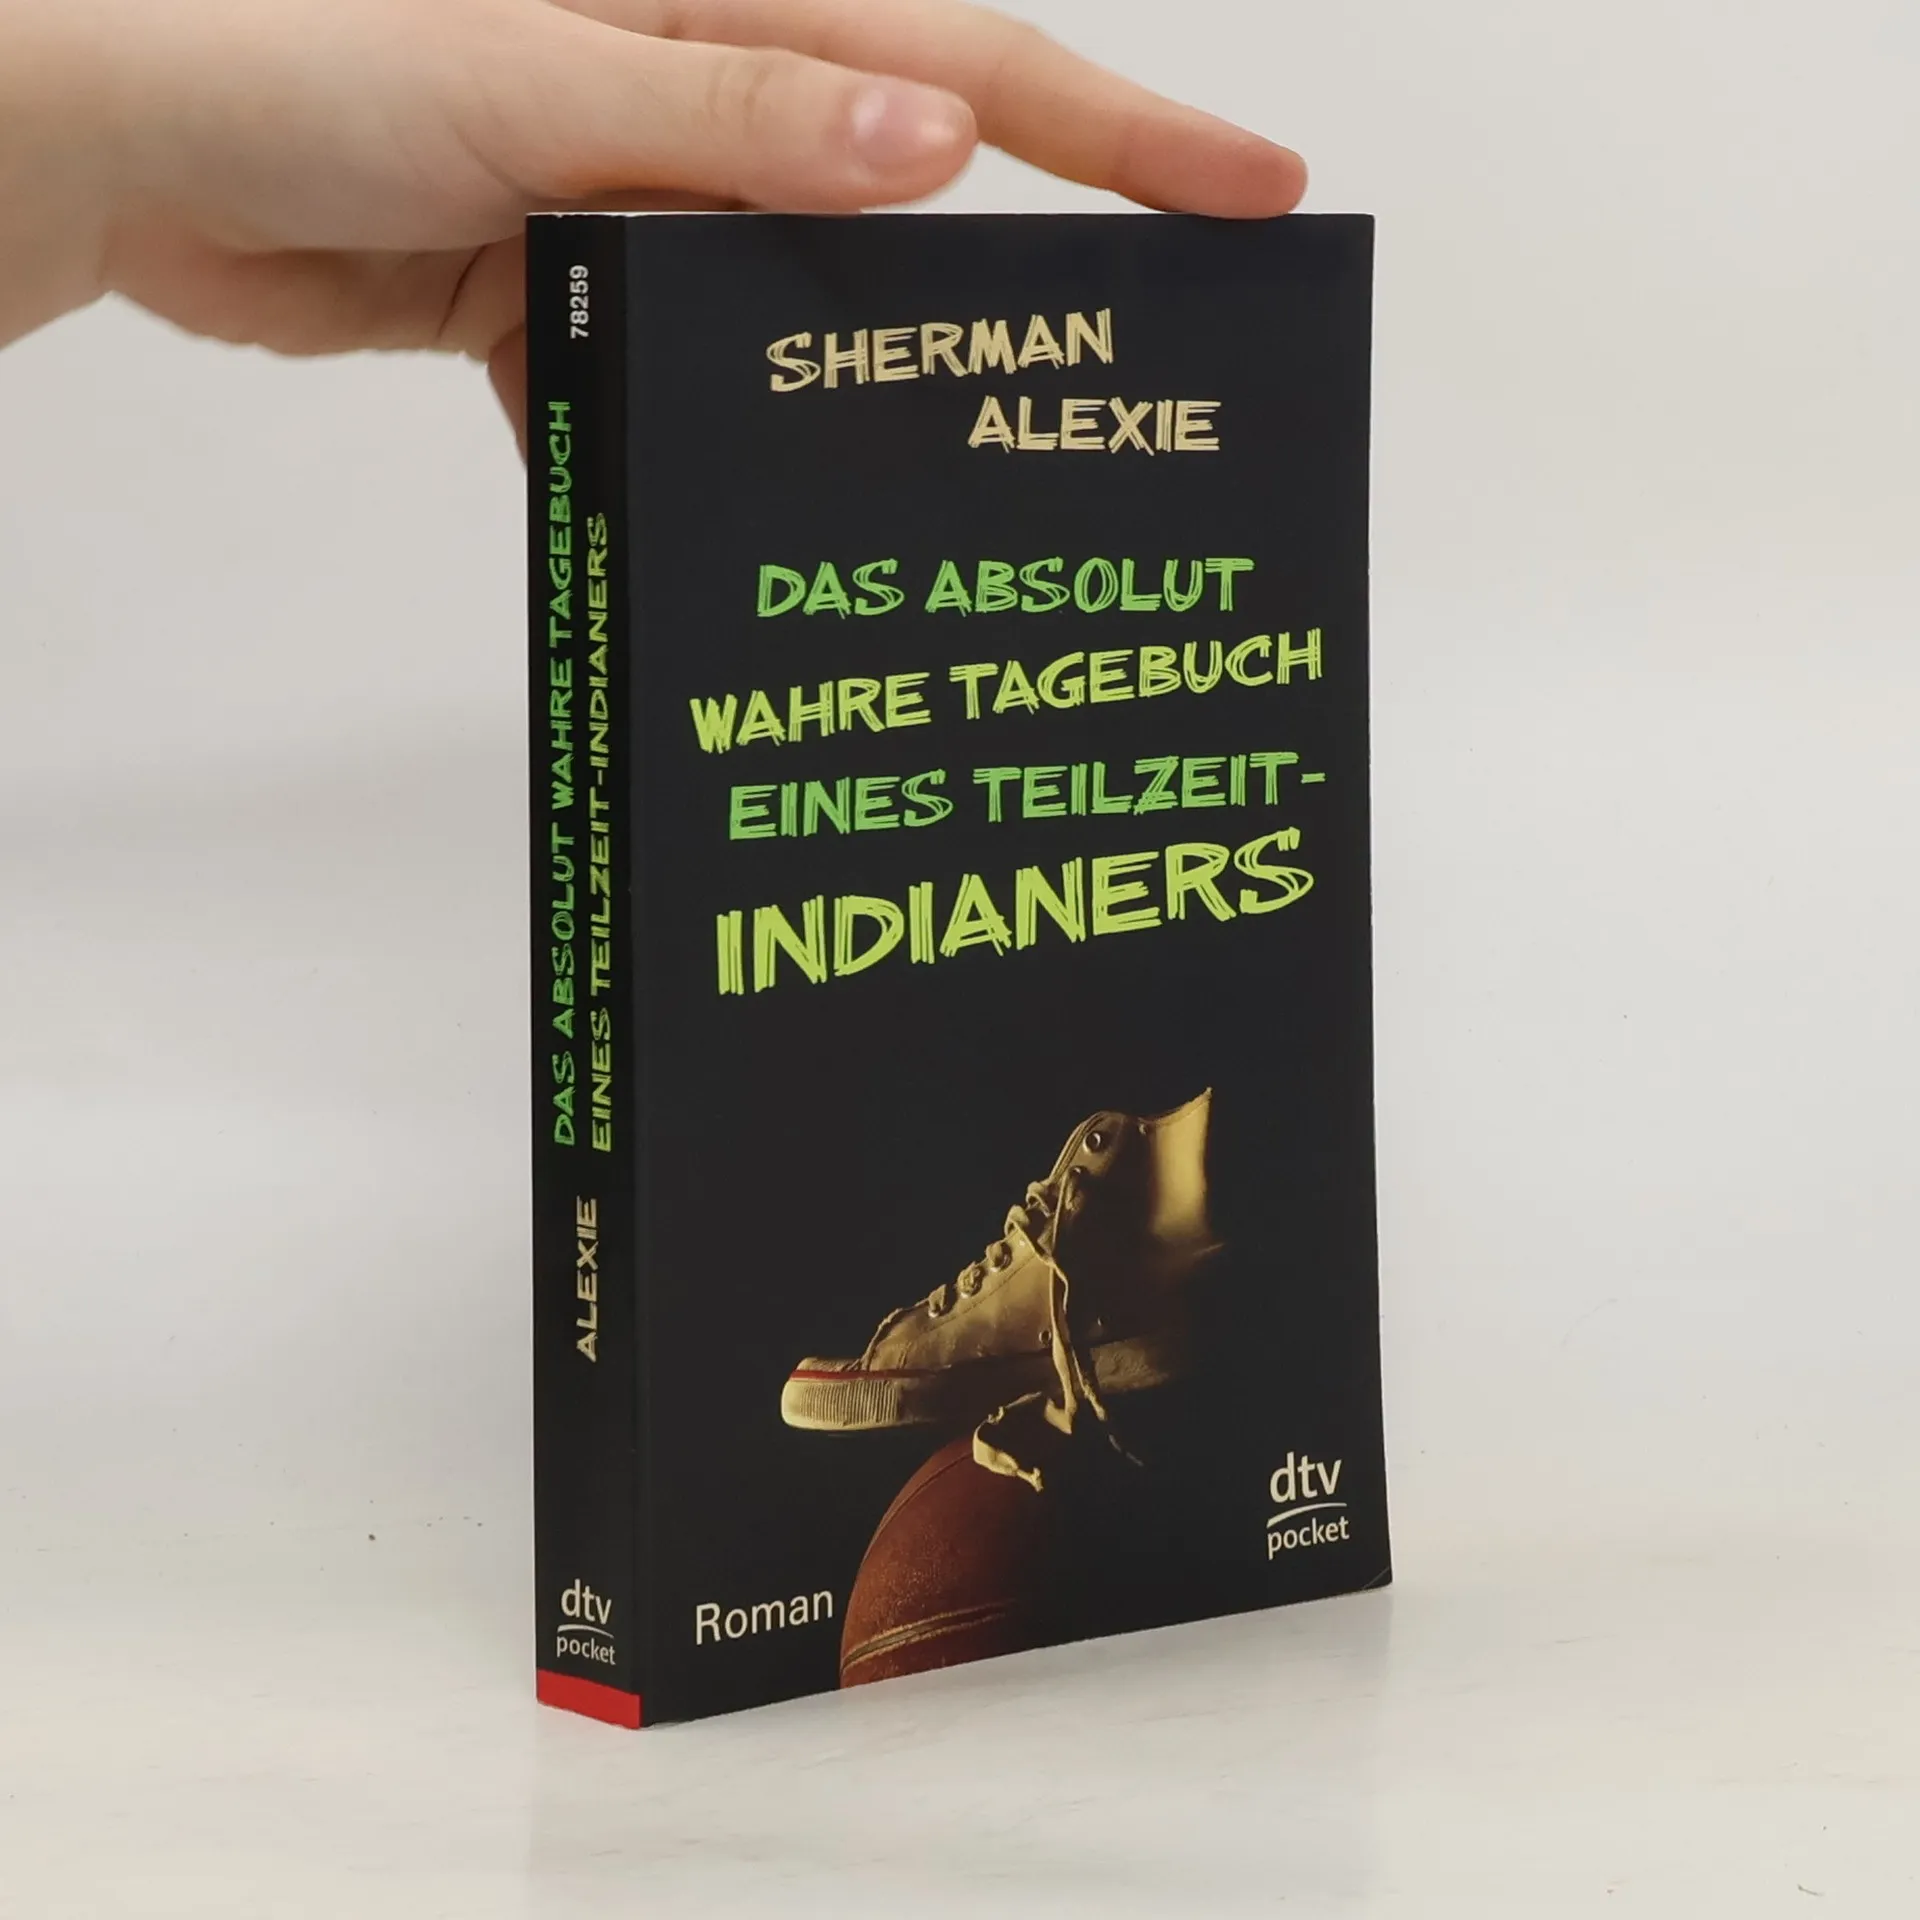 78259
DAS ABSOLUT WAHRE TAGEBUCH
EINES TEILZEIT-INDIANERS
ALEXIE
dtv
pocket
SHERMAN
ALEXIE
DAS ABSOLUT
WAHRE TAGEBUCH
EINES TEILZEIT-
INDIANERS
Roman
dtv
pocket